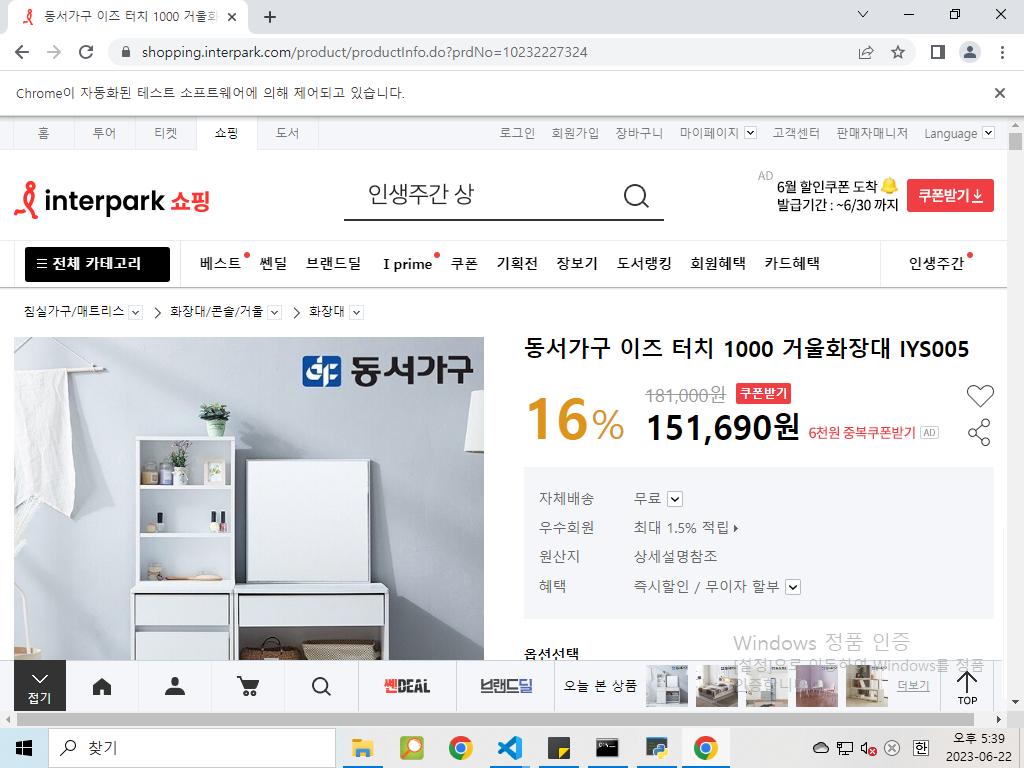 동서가구 이즈 터치 1000 거울화
shopping.interpark.com/product/productInfo.do?prdNo=10232227324
Chrome이 자동화된 테스트 소프트웨어에 의해 제어되고 있습니다.
홈 투어 티켓 쇼핑 도서 로그인 회원가입 장바구니 마이페이지 고객센터 판매자매니저 Language
interpark 쇼핑
인생주간 상
AD
6월 할인쿠폰 도착
발급기간 : ~6/30 까지
쿠폰받기
전체 카테고리 베스트 쎈딜 브랜드딜 I prime 쿠폰 기획전 장보기 도서랭킹 회원혜택 카드혜택 인생주간
침실가구/매트리스 화장대/콘솔/거울 화장대
동서가구
동서가구 이즈 터치 1000 거울화장대 IYS005
16%
181,000원 쿠폰받기
151,690원 6천원 중복쿠폰받기 AD
자체배송 무료
우수회원 최대 1.5% 적립
원산지 상세설명참조
혜택 즉시할인 / 무이자 할부
옵션선택
Windows 정품 인증
[설정]으로 이동하여 Windows를 정품
인증합니다.
접기
쎈DEAL
브랜드딜
오늘 본 상품
더보기
TOP
찾기
한
오후 5:39
2023-06-22